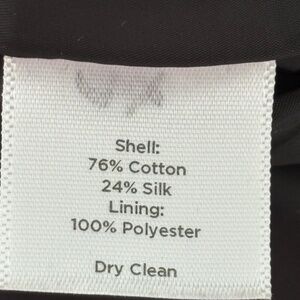 Shell:
76% Cotton
24% Silk
Lining:
100% Polyester
Dry Clean